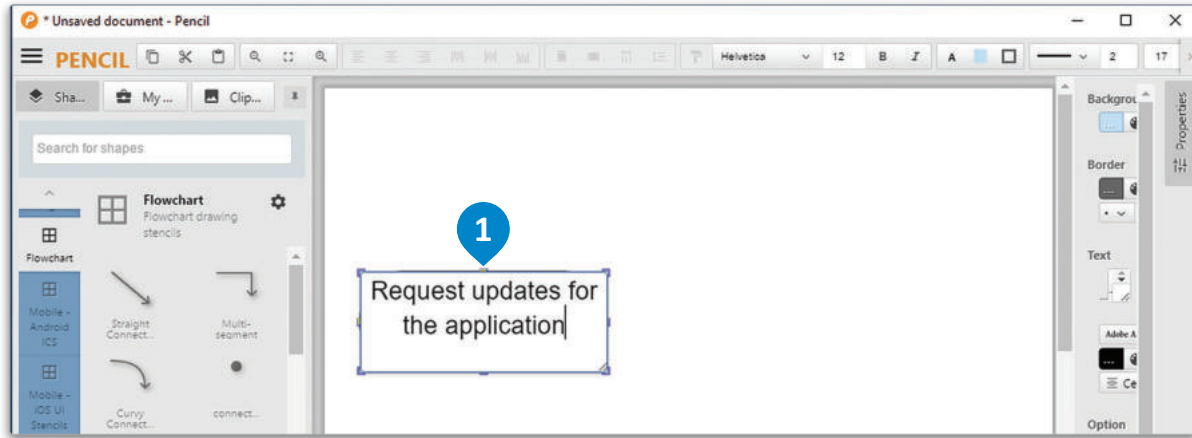 * Unsaved document - Pencil
PENCIL
Helvetica
12
B
I
A
2
17
Sha...
My ...
Clip...
Search for shapes
Flowchart
Flowchart drawing
stencils
Flowchart
Mobile -
Android
ICS
Mobile -
iOS UI
Stencils
Straight
Connect...
Multi-
segment
Curvy
Connect...
connect...
1
Request updates for
the application
Backgrou
...
Border
...
Text
...
Adobe A
...
Ce
Option
Properties